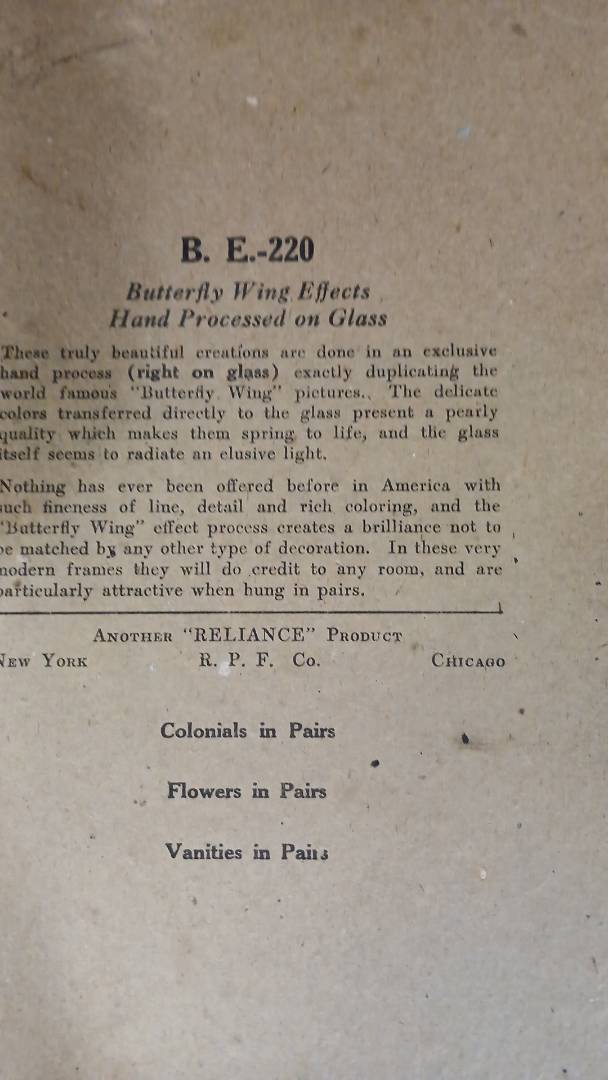 B. E.-220
Butterfly Wing Effects
Hand Processed on Glass
These truly beautiful creations are done in an exclusive
hand process (right on glass) exactly duplicating the
world famous "Butterfly Wing" pictures. The delicate
colors transferred directly to the glass present a pearly
quality which makes them spring to life, and the glass
itself seems to radiate an elusive light.
Nothing has ever been offered before in America with
such fineness of line, detail and rich coloring, and the
"Butterfly Wing" effect process creates a brilliance not to
be matched by any other type of decoration. In these very
modern frames they will do credit to any room, and are
particularly attractive when hung in pairs.
Another "RELIANCE" Product
New York R. P. F. Co. Chicago
Colonials in Pairs
Flowers in Pairs
Vanities in Pairs